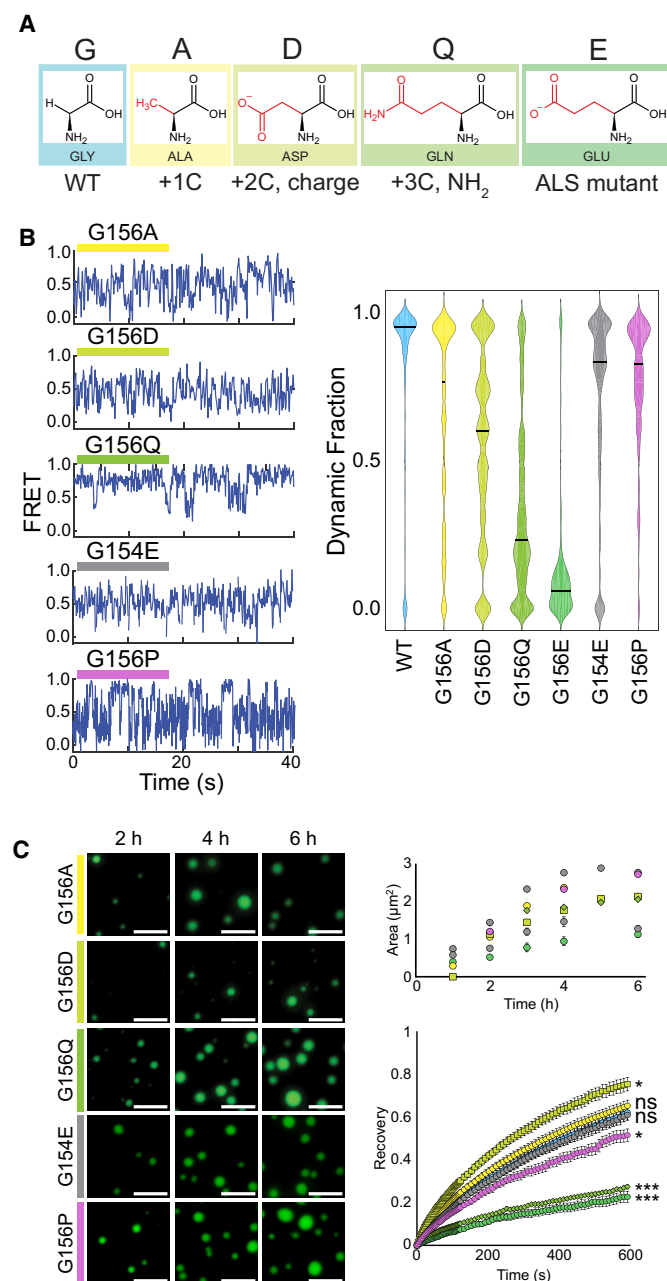 A
G A D Q E
H O OH NH2
H3C O OH NH2
O− O O OH NH2
O H2N O OH NH2
O −O O OH NH2
GLY ALA ASP GLN GLU
WT +1C +2C, charge +3C, NH2 ALS mutant
B
G156A
1.0
0.5
0.0
G156D
1.0
0.5
0.0
G156Q
1.0
0.5
0.0
G154E
1.0
0.5
0.0
G156P
1.0
0.5
0.0
FRET
0 20 40
Time (s)
Dynamic Fraction
1.0
0.5
0.0
WT G156A G156D G156Q G156E G154E G156P
C
2 h 4 h 6 h
G156A
G156D
G156Q
G154E
G156P
Area (µm2)
3
2
1
0
0 2 4 6
Time (h)
Recovery
1
0.8
0.6
0.4
0.2
0
*
ns
ns
*
***
***
0 200 400 600
Time (s)